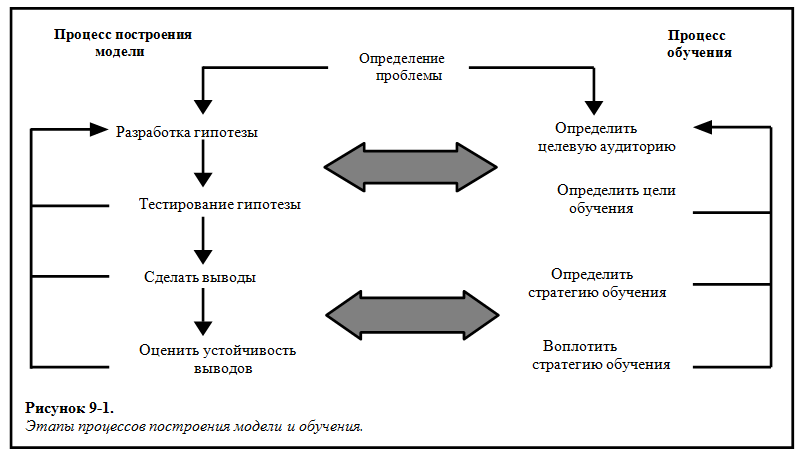 Процесс построения
модели
Процесс
обучения
Определение
проблемы
Разработка гипотезы
Определить
целевую аудиторию
Тестирование гипотезы
Определить цели
обучения
Сделать выводы
Определить
стратегию обучения
Оценить устойчивость
выводов
Воплотить
стратегию обучения
Рисунок 9-1.
Этапы процессов построения модели и обучения.